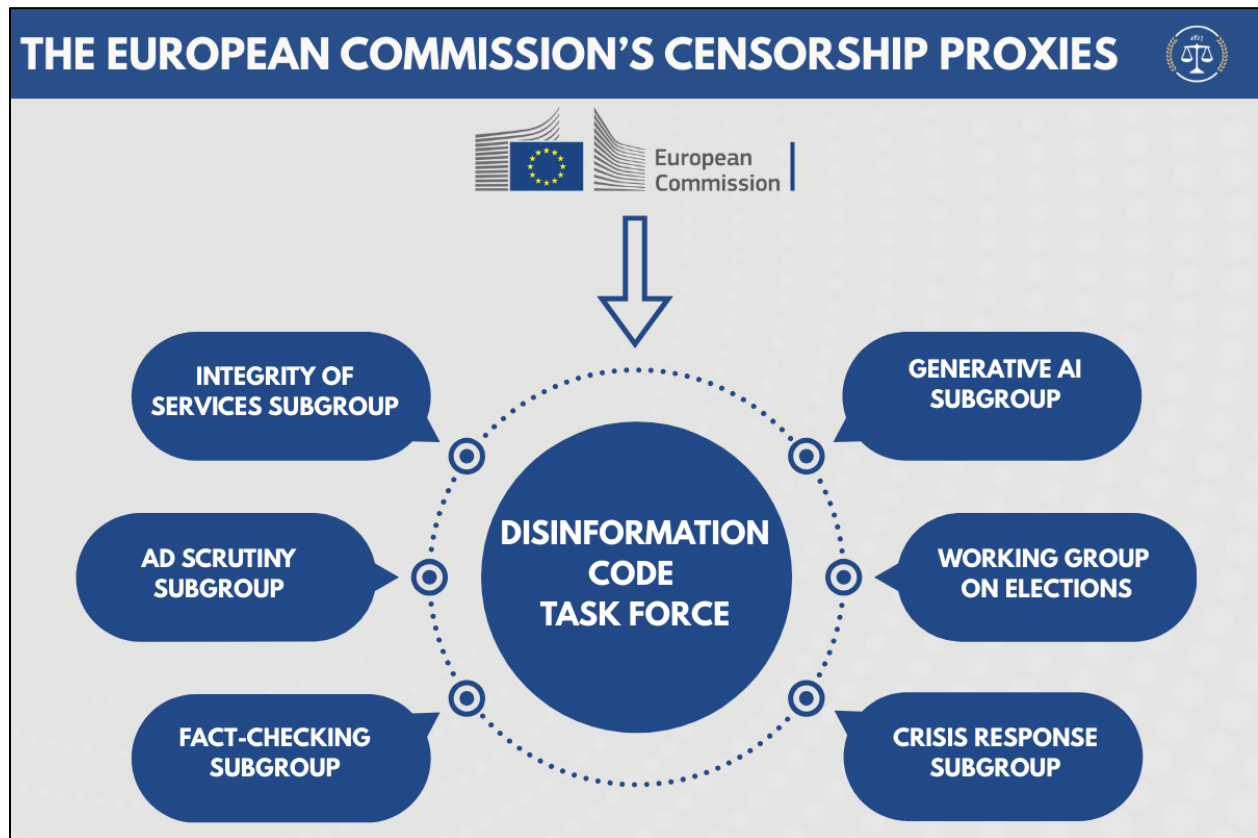 THE EUROPEAN COMMISSION’S CENSORSHIP PROXIES
1813
European
Commission
INTEGRITY OF
SERVICES SUBGROUP
GENERATIVE AI
SUBGROUP
AD SCRUTINY
SUBGROUP
DISINFORMATION
CODE
TASK FORCE
WORKING GROUP
ON ELECTIONS
FACT-CHECKING
SUBGROUP
CRISIS RESPONSE
SUBGROUP